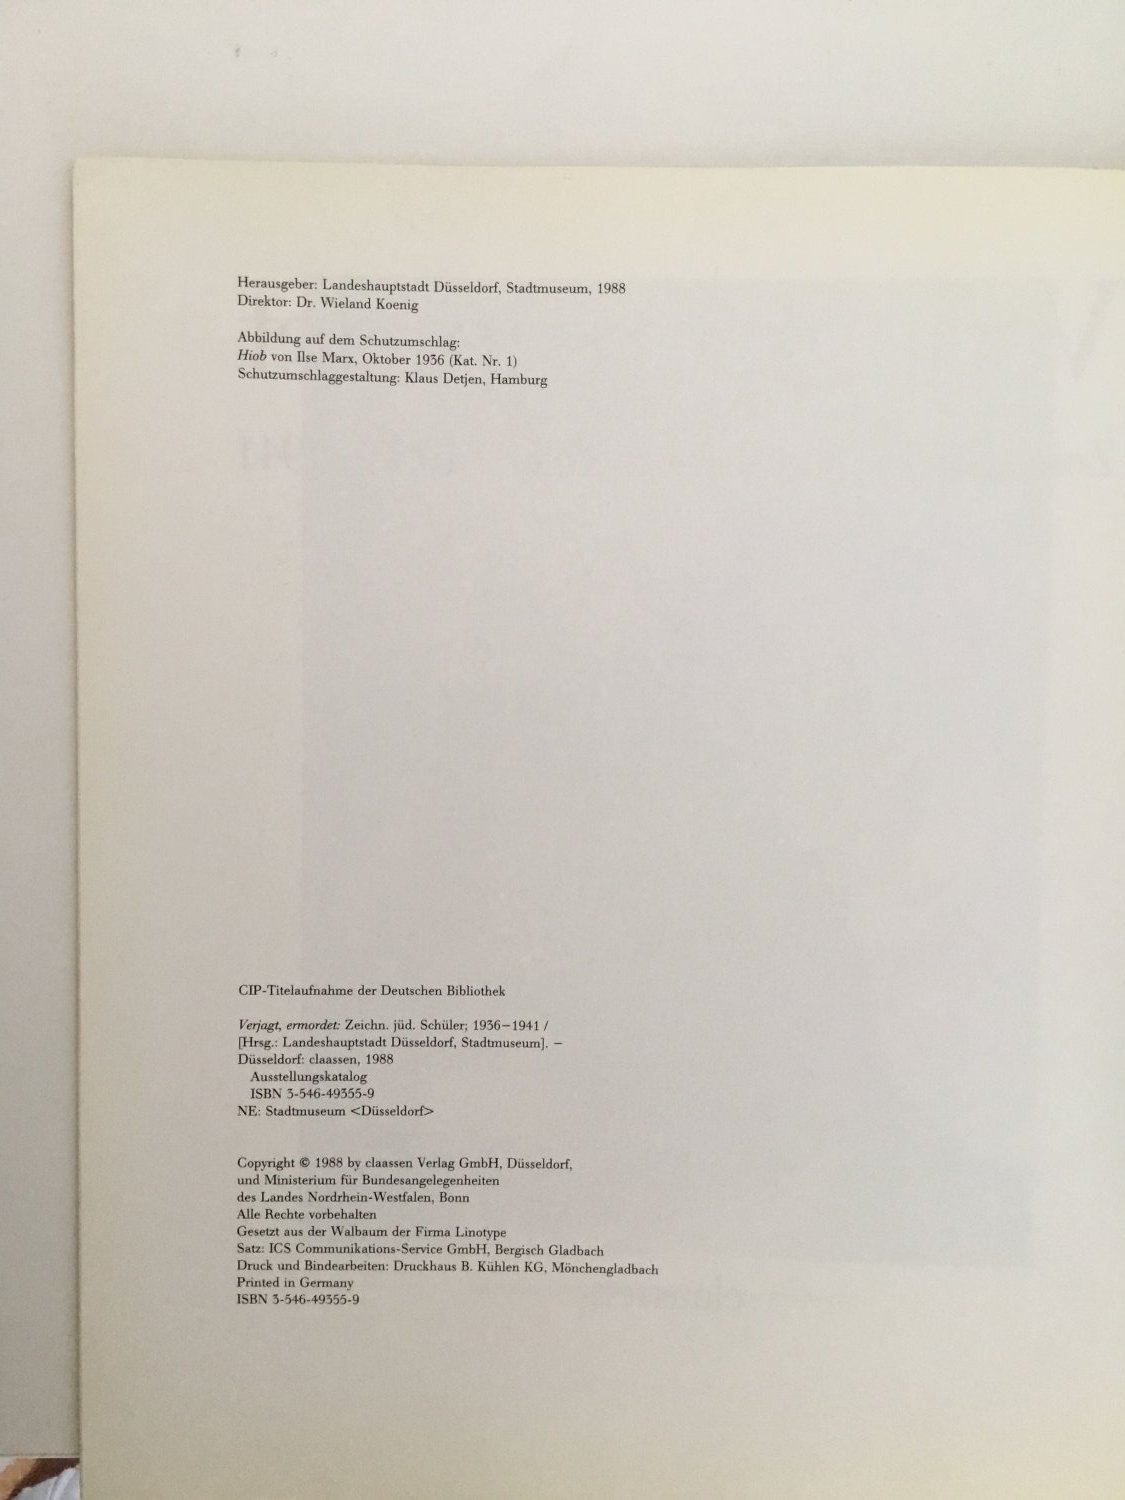 Herausgeber: Landeshauptstadt Düsseldorf, Stadtmuseum, 1988
Direktor: Dr. Wieland Koenig
Abbildung auf dem Schutzumschlag:
Hiob von Ilse Marx, Oktober 1936 (Kat. Nr. 1)
Schutzumschlaggestaltung: Klaus Detjen, Hamburg
CIP-Titelaufnahme der Deutschen Bibliothek
Verjagt, ermordet: Zeichn. jüd. Schüler; 1936–1941 /
[Hrsg.: Landeshauptstadt Düsseldorf, Stadtmuseum]. –
Düsseldorf: claassen, 1988
Ausstellungskatalog
ISBN 3-546-49355-9
NE: Stadtmuseum <Düsseldorf>
Copyright © 1988 by claassen Verlag GmbH, Düsseldorf,
und Ministerium für Bundesangelegenheiten
des Landes Nordrhein-Westfalen, Bonn
Alle Rechte vorbehalten
Gesetzt aus der Walbaum der Firma Linotype
Satz: ICS Communikations-Service GmbH, Bergisch Gladbach
Druck und Bindearbeiten: Druckhaus B. Kühlen KG, Mönchengladbach
Printed in Germany
ISBN 3-546-49355-9